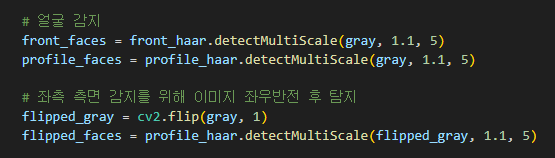 # 얼굴 감지
front_faces = front_haar.detectMultiScale(gray, 1.1, 5)
profile_faces = profile_haar.detectMultiScale(gray, 1.1, 5)
# 좌측 측면 감지를 위해 이미지 좌우반전 후 탐지
flipped_gray = cv2.flip(gray, 1)
flipped_faces = profile_haar.detectMultiScale(flipped_gray, 1.1, 5)